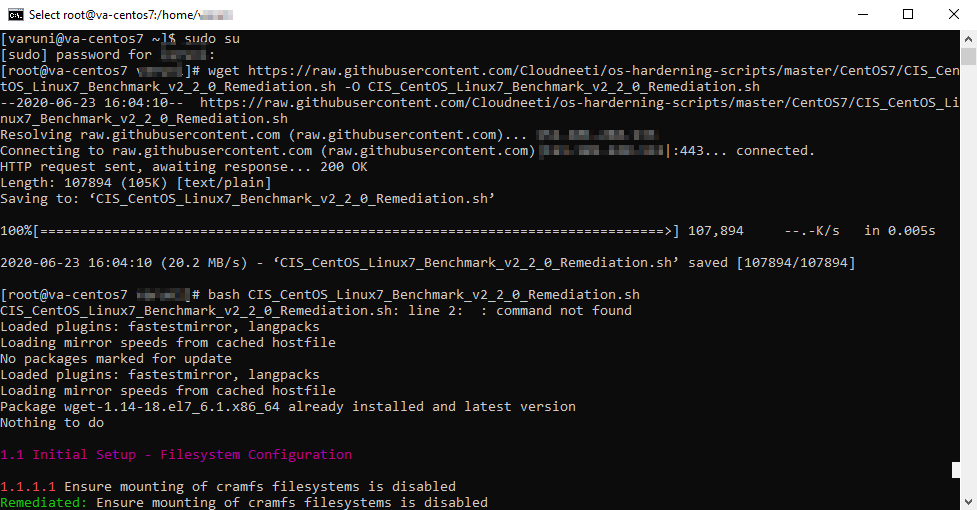 Select root@va-centos7:/home/
[varuni@va-centos7 ~]$ sudo su
[sudo] password for :
[root@va-centos7 ]# wget https://raw.githubusercontent.com/Cloudneeti/os-harderning-scripts/master/CentOS7/CIS_Cen
tOS_Linux7_Benchmark_v2_2_0_Remediation.sh -O CIS_CentOS_Linux7_Benchmark_v2_2_0_Remediation.sh
--2020-06-23 16:04:10--  https://raw.githubusercontent.com/Cloudneeti/os-harderning-scripts/master/CentOS7/CIS_CentOS_Li
nux7_Benchmark_v2_2_0_Remediation.sh
Resolving raw.githubusercontent.com (raw.githubusercontent.com)...
Connecting to raw.githubusercontent.com (raw.githubusercontent.com)|:443... connected.
HTTP request sent, awaiting response... 200 OK
Length: 107894 (105K) [text/plain]
Saving to: ‘CIS_CentOS_Linux7_Benchmark_v2_2_0_Remediation.sh’
100%[==============================================================================>] 107,894     --.-K/s   in 0.005s
2020-06-23 16:04:10 (20.2 MB/s) - ‘CIS_CentOS_Linux7_Benchmark_v2_2_0_Remediation.sh’ saved [107894/107894]
[root@va-centos7 ]# bash CIS_CentOS_Linux7_Benchmark_v2_2_0_Remediation.sh
CIS_CentOS_Linux7_Benchmark_v2_2_0_Remediation.sh: line 2:  : command not found
Loaded plugins: fastestmirror, langpacks
Loading mirror speeds from cached hostfile
No packages marked for update
Loaded plugins: fastestmirror, langpacks
Loading mirror speeds from cached hostfile
Package wget-1.14-18.el7_6.1.x86_64 already installed and latest version
Nothing to do
1.1 Initial Setup - Filesystem Configuration
1.1.1.1 Ensure mounting of cramfs filesystems is disabled
Remediated: Ensure mounting of cramfs filesystems is disabled